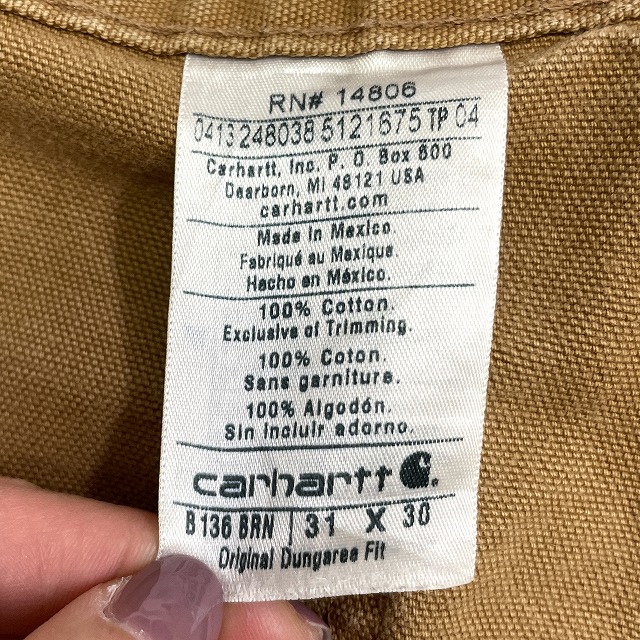 RN# 14806
0413248038 5121675 TP 04
Carhartt, Inc. P. O. Box 600
Dearborn, MI 48121 USA
carhartt.com
Made in Mexico.
Fabriqué au Mexique.
Hacho en México.
100% Cotton.
Exclusive of Trimming.
100% Coton.
Sans garniture.
100% Algodón.
Sin incluir adorno.
carhartt
B136 BRN | 31 X 30
Original Dungaree Fit